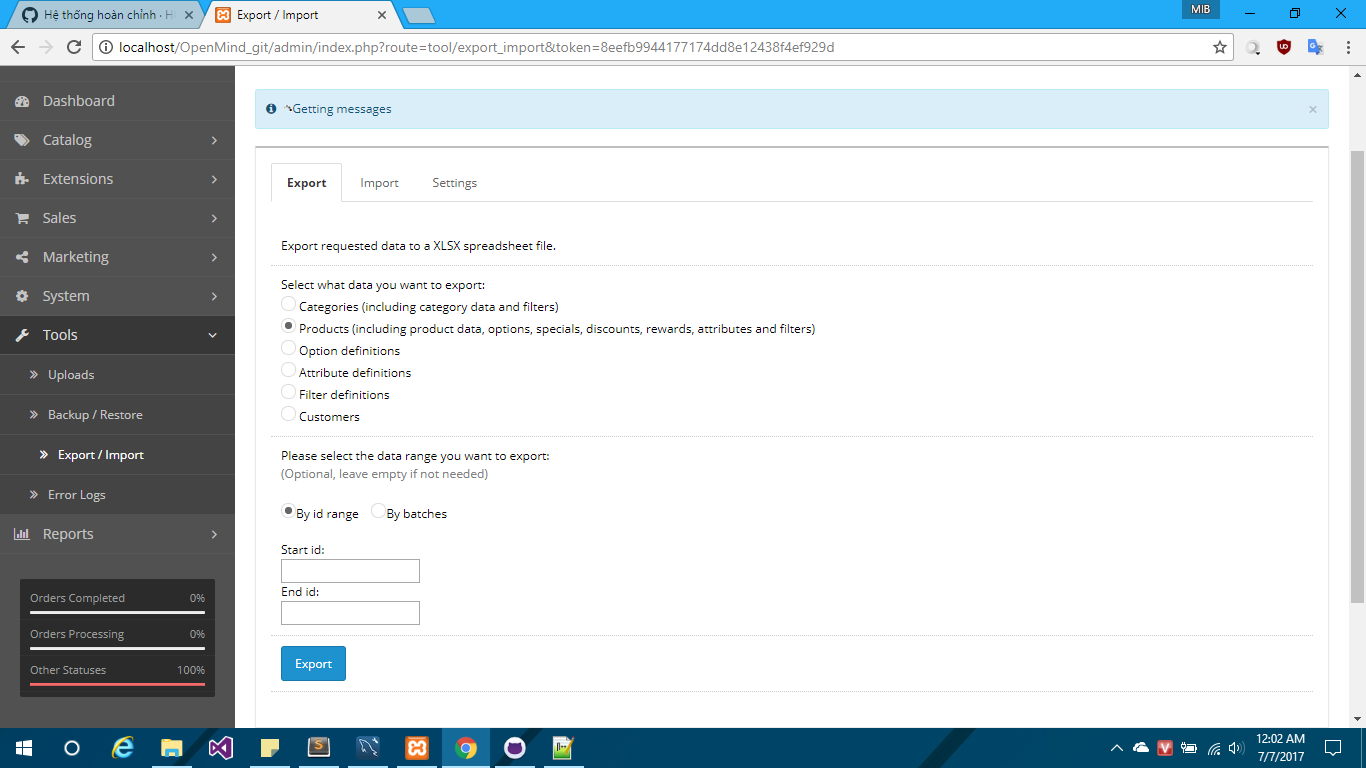 Hệ thống hoàn chỉnh · H
Export / Import
MIB
localhost/OpenMind_git/admin/index.php?route=tool/export_import&token=8eefb9944177174dd8e12438f4ef929d
Dashboard
Catalog
Extensions
Sales
Marketing
System
Tools
Uploads
Backup / Restore
Export / Import
Error Logs
Reports
Orders Completed 0%
Orders Processing 0%
Other Statuses 100%
Getting messages
×
Export Import Settings
Export requested data to a XLSX spreadsheet file.
Select what data you want to export:
Categories (including category data and filters)
Products (including product data, options, specials, discounts, rewards, attributes and filters)
Option definitions
Attribute definitions
Filter definitions
Customers
Please select the data range you want to export:
(Optional, leave empty if not needed)
By id range By batches
Start id:
End id:
Export
12:02 AM
7/7/2017